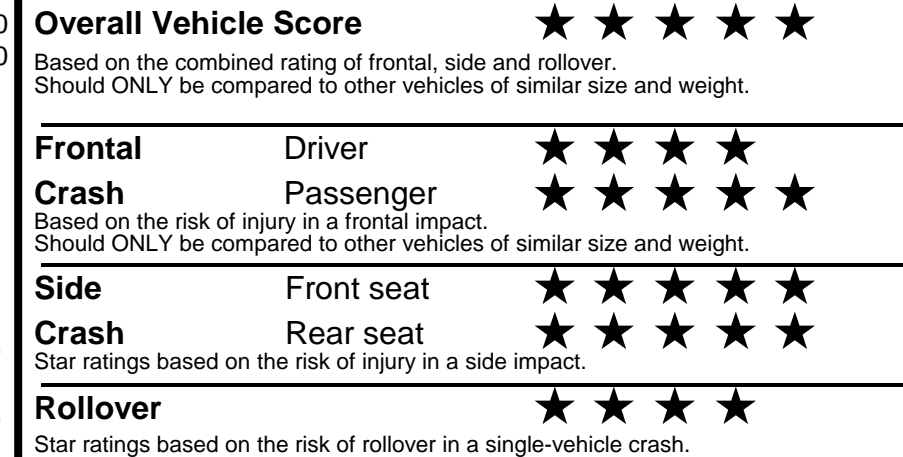 0
0
Overall Vehicle Score ★ ★ ★ ★ ★
Based on the combined rating of frontal, side and rollover.
Should ONLY be compared to other vehicles of similar size and weight.
Frontal Driver ★ ★ ★ ★
Crash Passenger ★ ★ ★ ★ ★
Based on the risk of injury in a frontal impact.
Should ONLY be compared to other vehicles of similar size and weight.
Side Front seat ★ ★ ★ ★ ★
Crash Rear seat ★ ★ ★ ★ ★
Star ratings based on the risk of injury in a side impact.
Rollover ★ ★ ★ ★
Star ratings based on the risk of rollover in a single-vehicle crash.